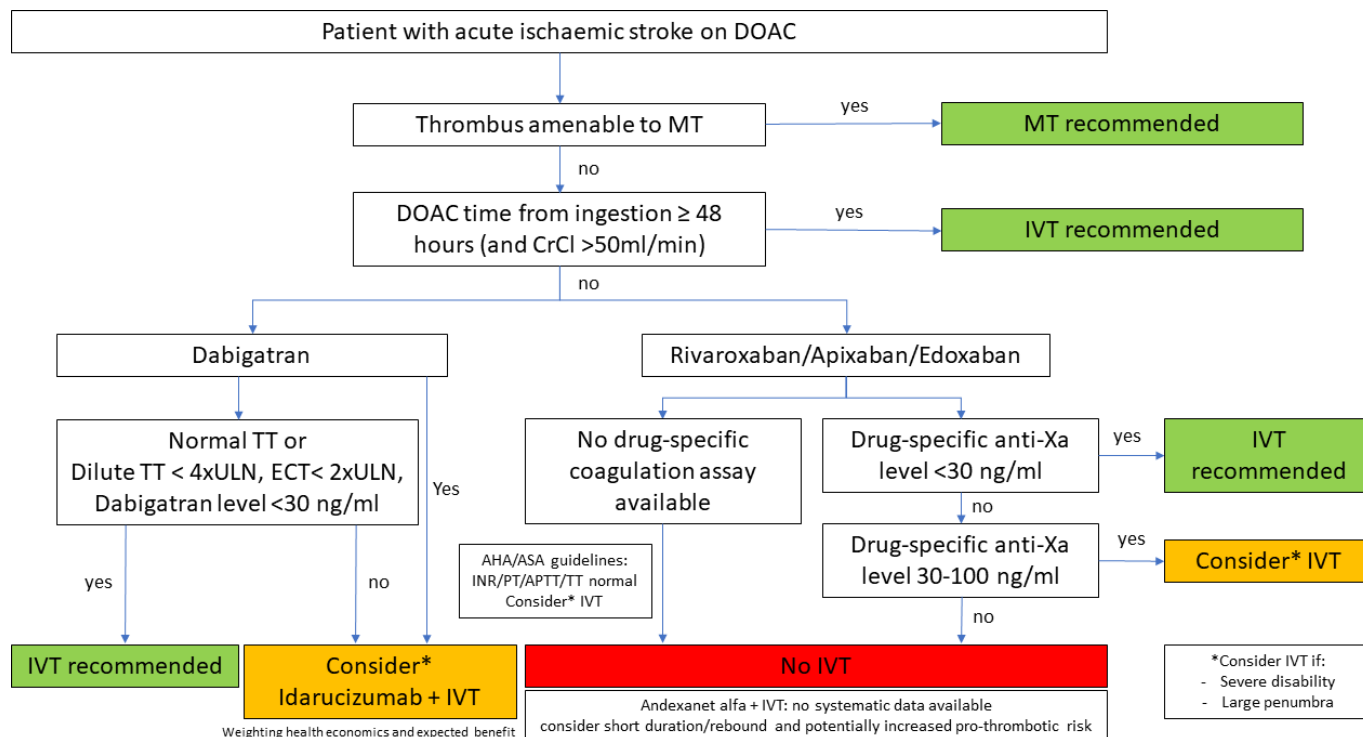 Patient with acute ischaemic stroke on DOAC
Thrombus amenable to MT
yes
MT recommended
no
DOAC time from ingestion ≥ 48
hours (and CrCl >50ml/min)
yes
IVT recommended
no
Dabigatran
Rivaroxaban/Apixaban/Edoxaban
Normal TT or
Dilute TT < 4xULN, ECT< 2xULN,
Dabigatran level <30 ng/ml
Yes
No drug-specific
coagulation assay
available
Drug-specific anti-Xa
level <30 ng/ml
yes
IVT
recommended
no
AHA/ASA guidelines:
INR/PT/APTT/TT normal
Consider* IVT
Drug-specific anti-Xa
level 30-100 ng/ml
yes
Consider* IVT
yes
no
no
IVT recommended
Consider*
Idarucizumab + IVT
Weighting health economics and expected benefit
No IVT
Andexanet alfa + IVT: no systematic data available
consider short duration/rebound and potentially increased pro-thrombotic risk
*Consider IVT if:
- Severe disability
- Large penumbra